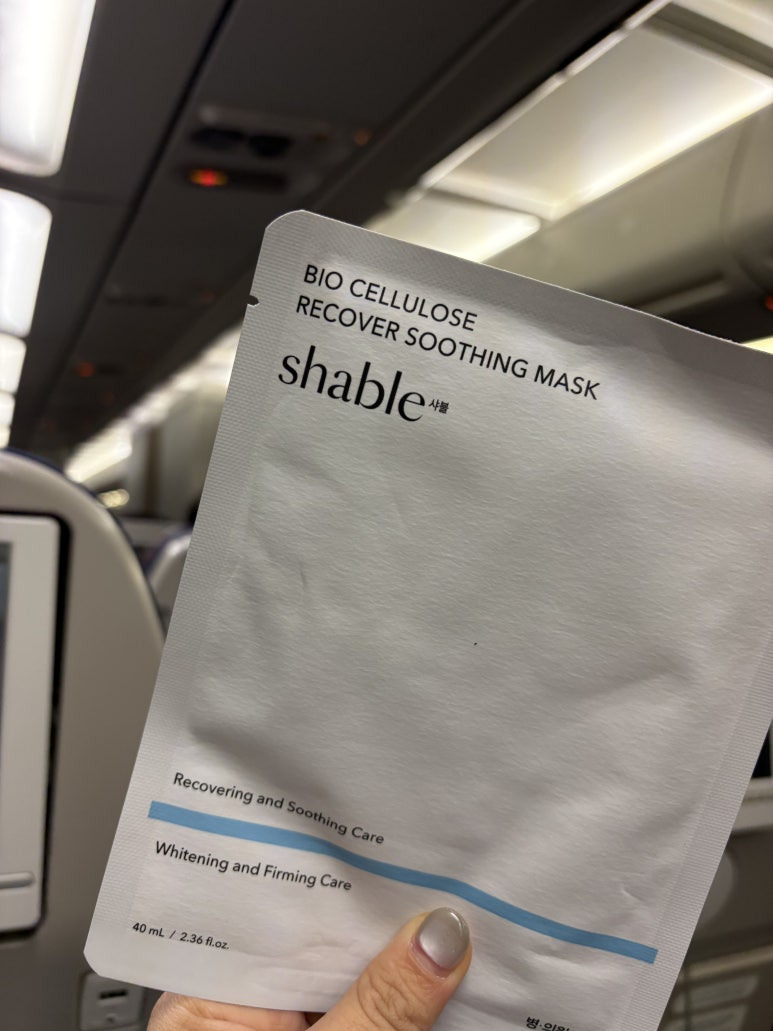 BIO CELLULOSE
RECOVER SOOTHING MASK
shable 샤블
Recovering and Soothing Care
Whitening and Firming Care
40 mL / 2.36 fl.oz.